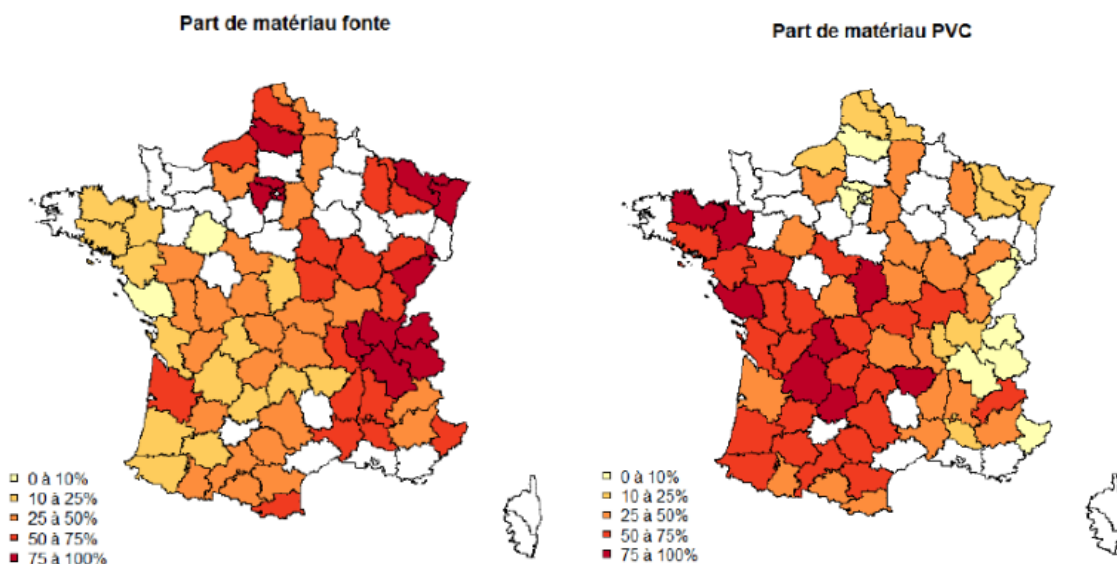 Part de matériau fonte
0 à 10%
10 à 25%
25 à 50%
50 à 75%
75 à 100%
Part de matériau PVC
0 à 10%
10 à 25%
25 à 50%
50 à 75%
75 à 100%